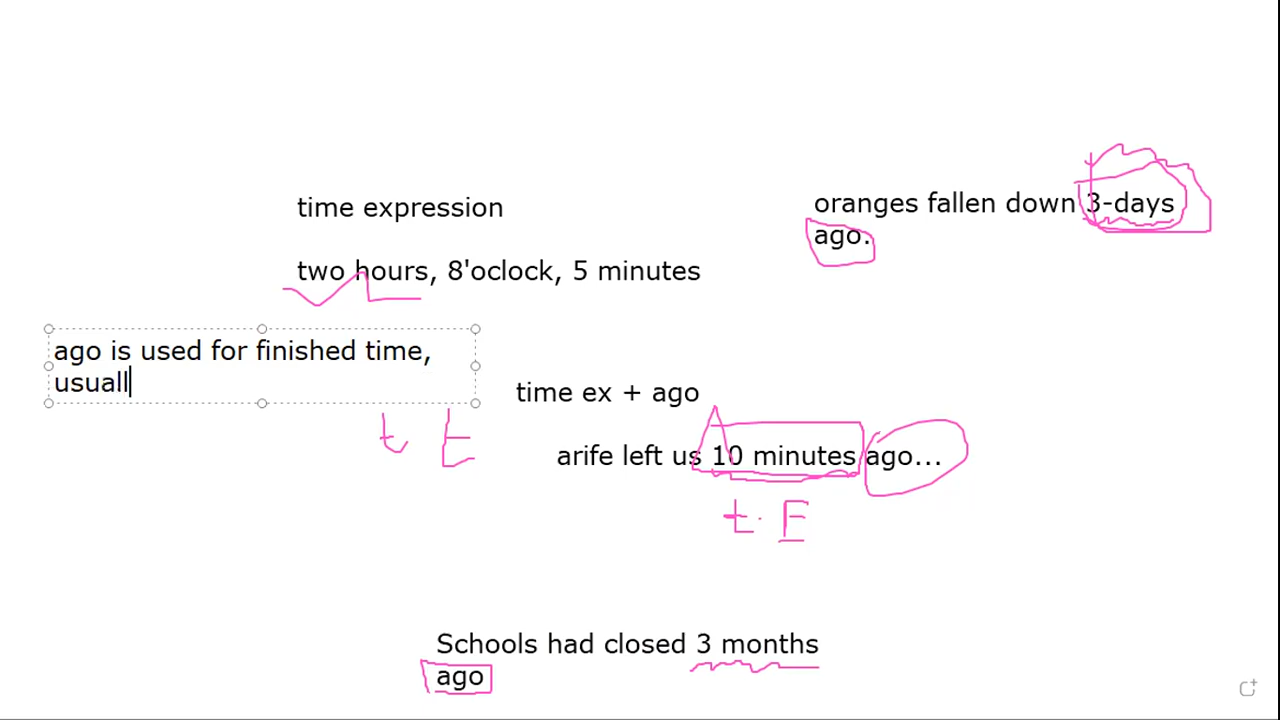 time expression
oranges fallen down 3-days
ago.
two hours, 8'oclock, 5 minutes
ago is used for finished time,
usuall
time ex + ago
t E
arife left us 10 minutes ago...
t. E
Schools had closed 3 months
ago